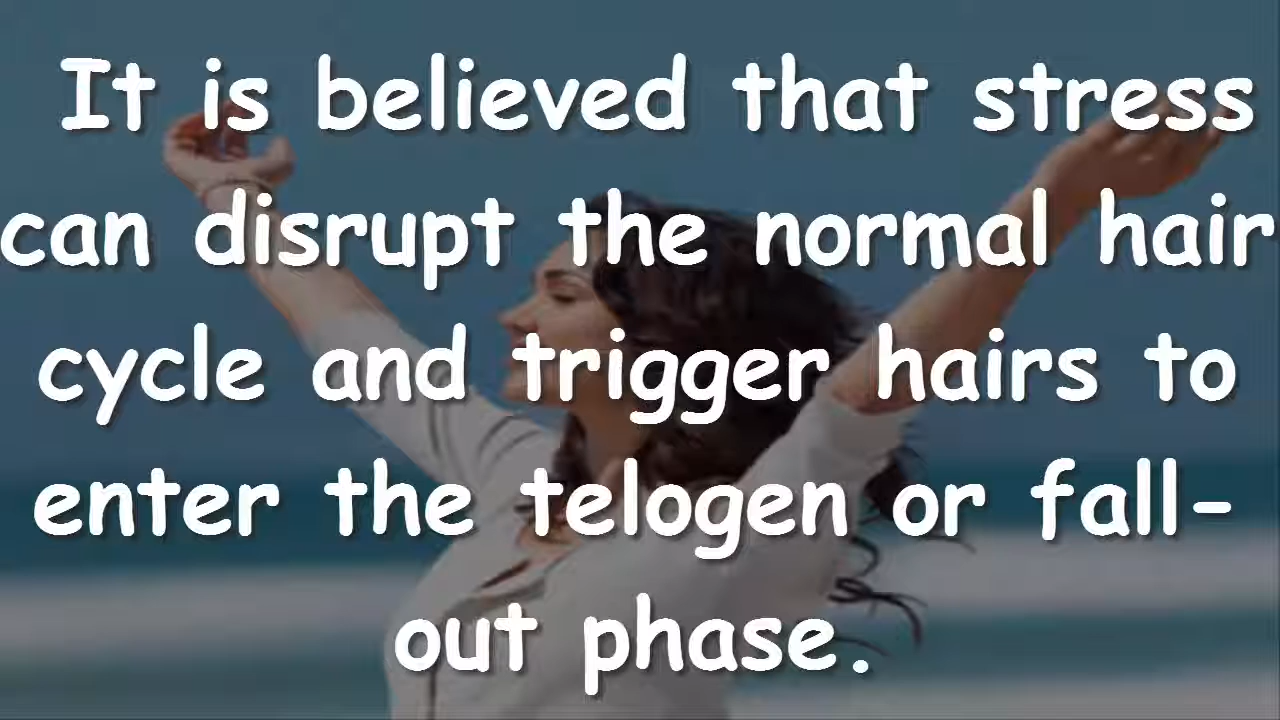 It is believed that stress
can disrupt the normal hair
cycle and trigger hairs to
enter the telogen or fall-
out phase.